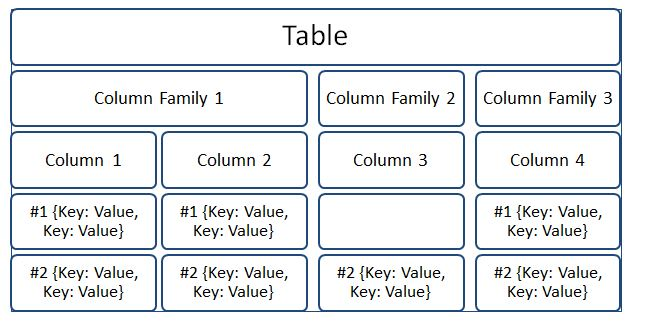 Table
Column Family 1
Column Family 2
Column Family 3
Column 1
Column 2
Column 3
Column 4
#1 {Key: Value,
Key: Value}
#1 {Key: Value,
Key: Value}
#1 {Key: Value,
Key: Value}
#2 {Key: Value,
Key: Value}
#2 {Key: Value,
Key: Value}
#2 {Key: Value,
Key: Value}
#2 {Key: Value,
Key: Value}